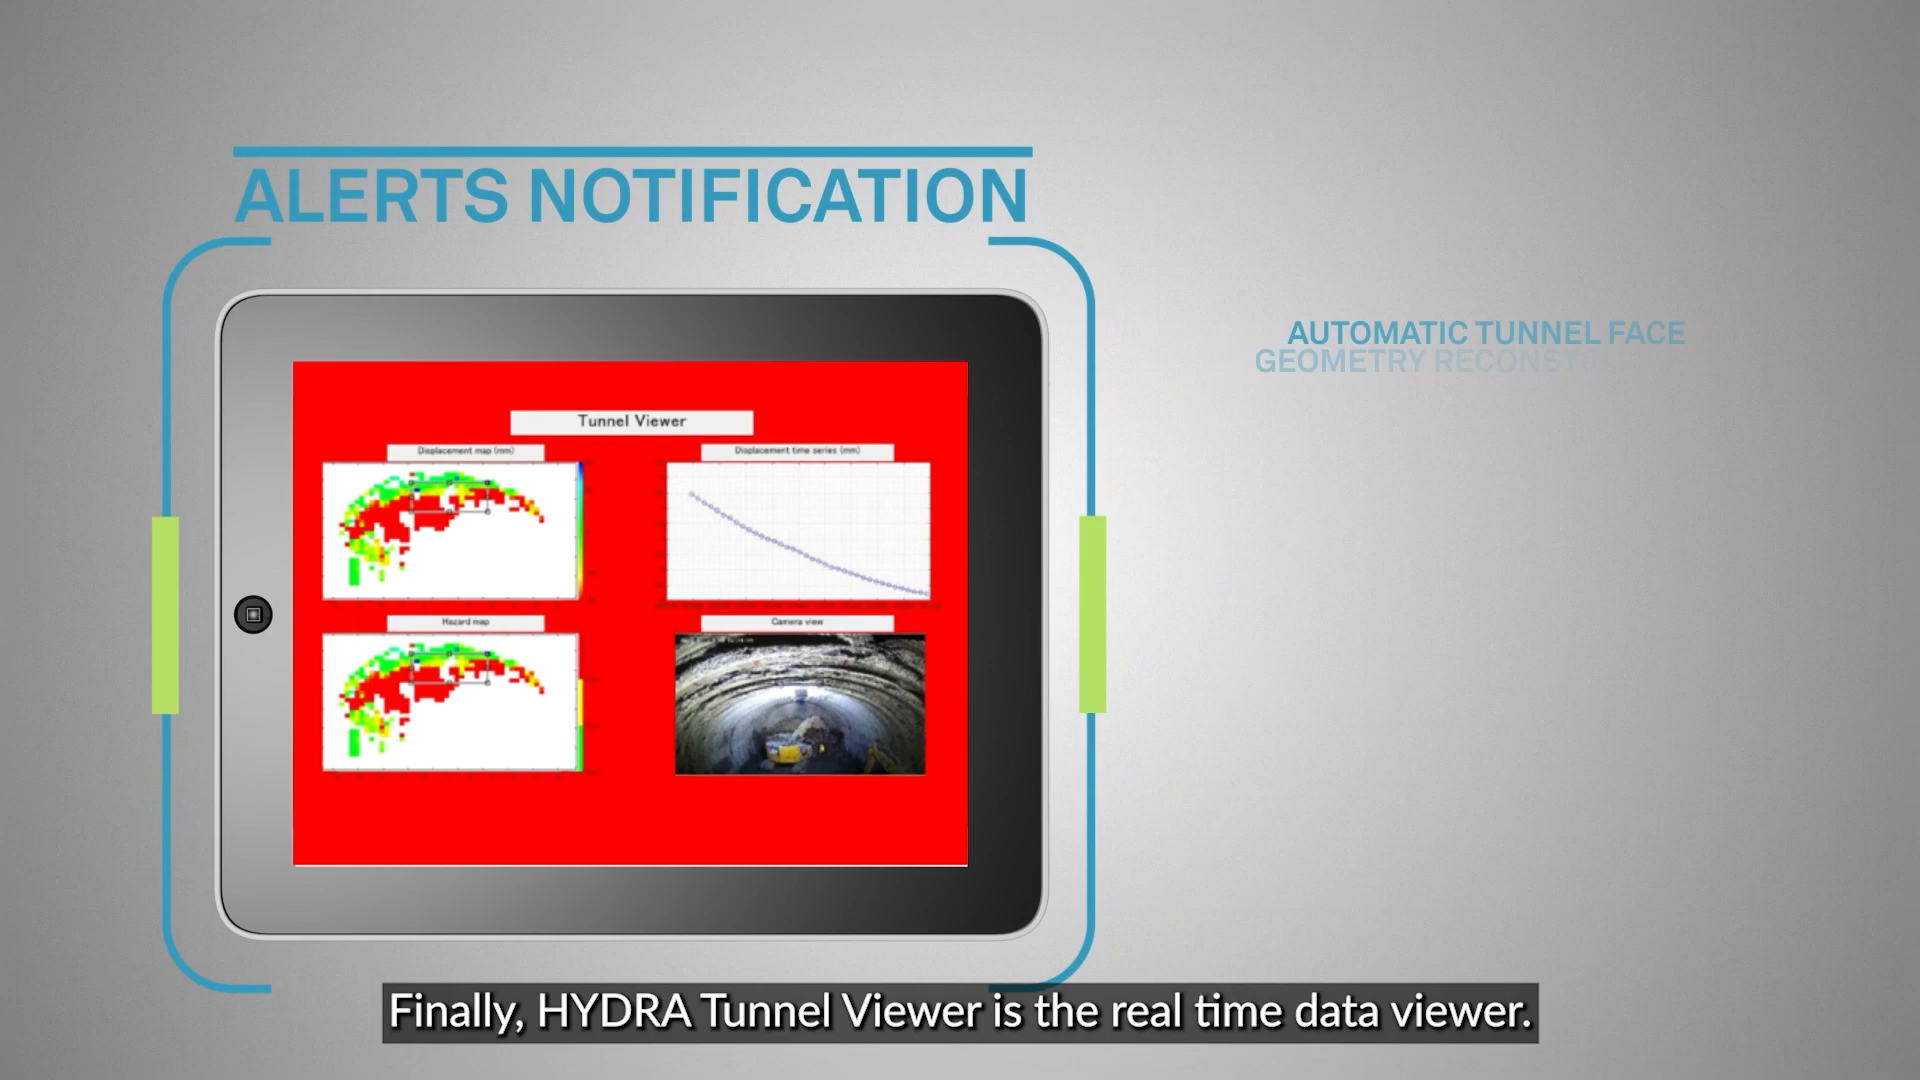 ALERTS NOTIFICATION
AUTOMATIC TUNNEL FACE
GEOMETRY RECONST
Tunnel Viewer
Displacement map (mm)
Displacement time series (mm)
Hazard map
Camera view
Finally, HYDRA Tunnel Viewer is the real time data viewer.